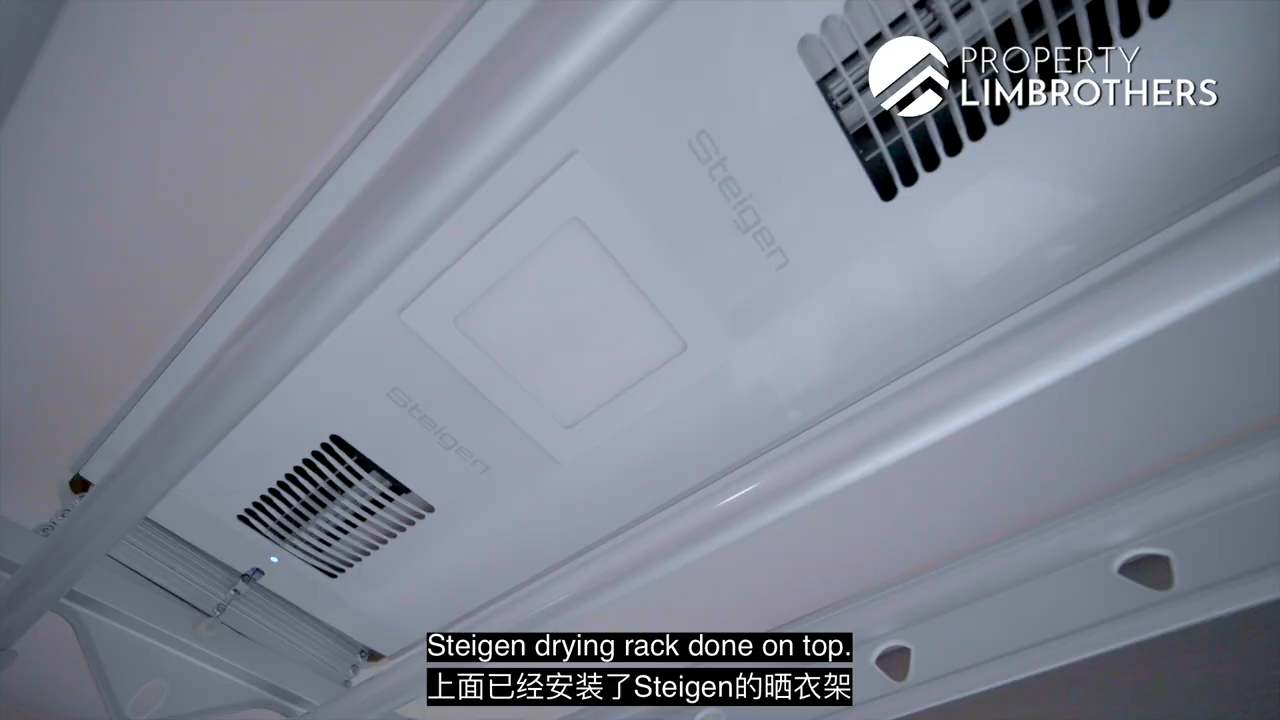 PROPERTY
LIMBROTHERS
Steigen
Steigen
Steigen drying rack done on top.
上面已经安装了Steigen的晒衣架